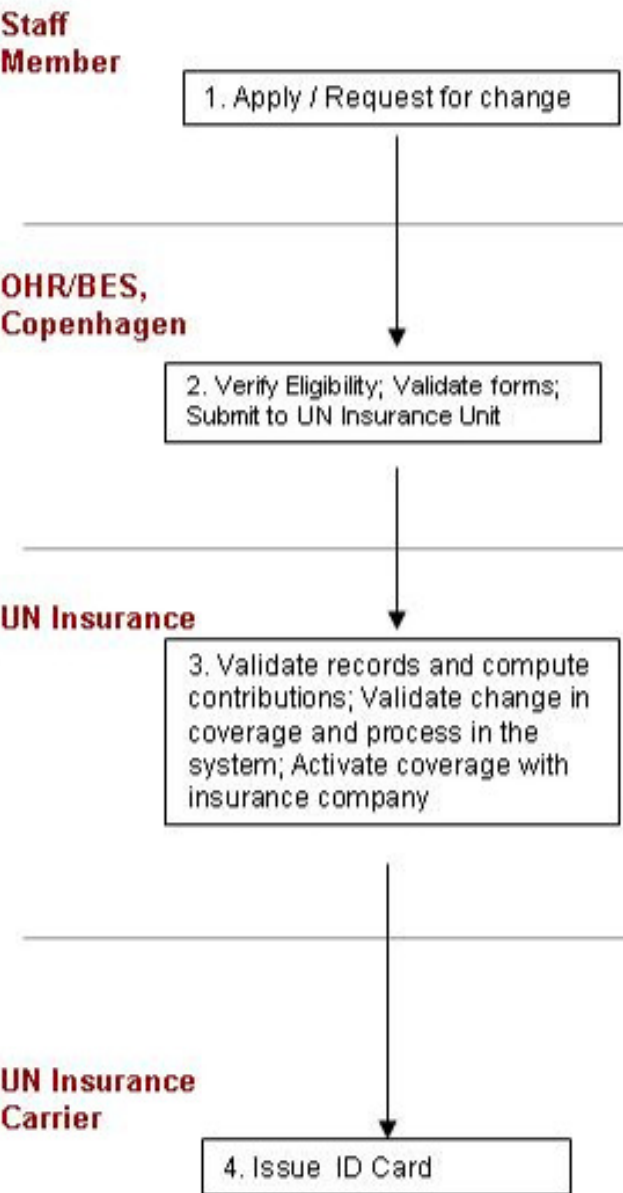 Staff
Member
1. Apply / Request for change
OHR/BES,
Copenhagen
2. Verify Eligibility; Validate forms;
Submit to UN Insurance Unit
UN Insurance
3. Validate records and compute
contributions; Validate change in
coverage and process in the
system; Activate coverage with
insurance company
UN Insurance
Carrier
4. Issue ID Card